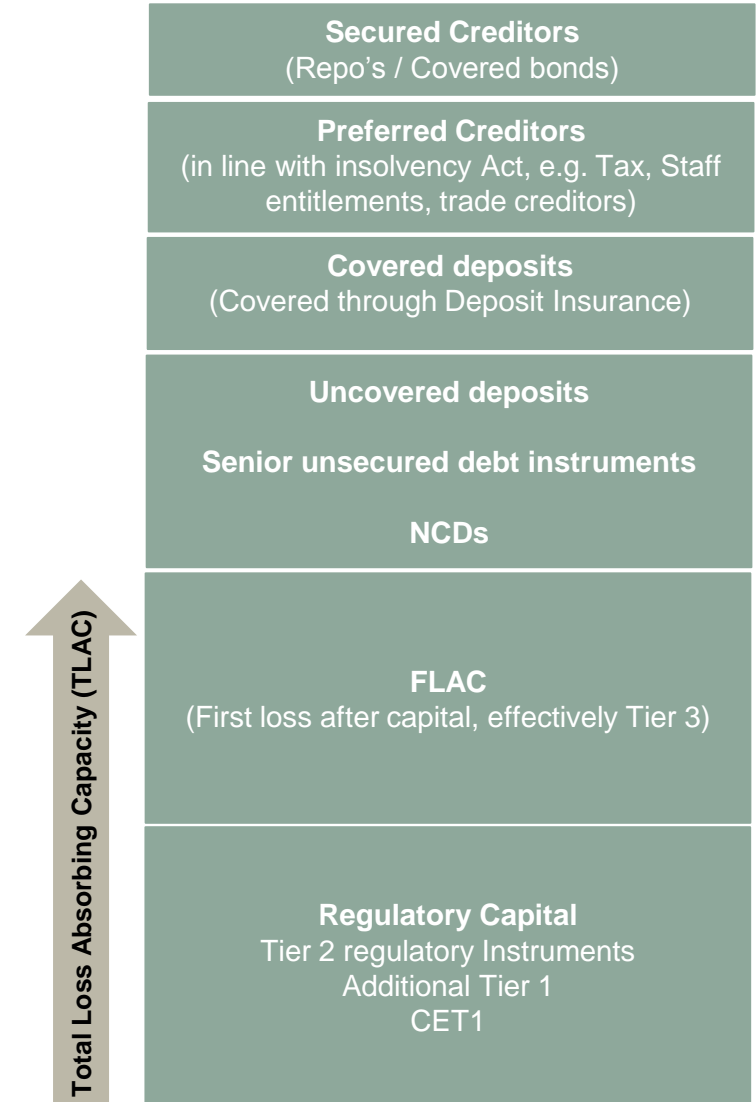 Secured Creditors
(Repo's / Covered bonds)
Preferred Creditors
(in line with insolvency Act, e.g. Tax, Staff
entitlements, trade creditors)
Covered deposits
(Covered through Deposit Insurance)
Uncovered deposits
Senior unsecured debt instruments
NCDs
Total Loss Absorbing Capacity (TLAC)
FLAC
(First loss after capital, effectively Tier 3)
Regulatory Capital
Tier 2 regulatory Instruments
Additional Tier 1
CET1